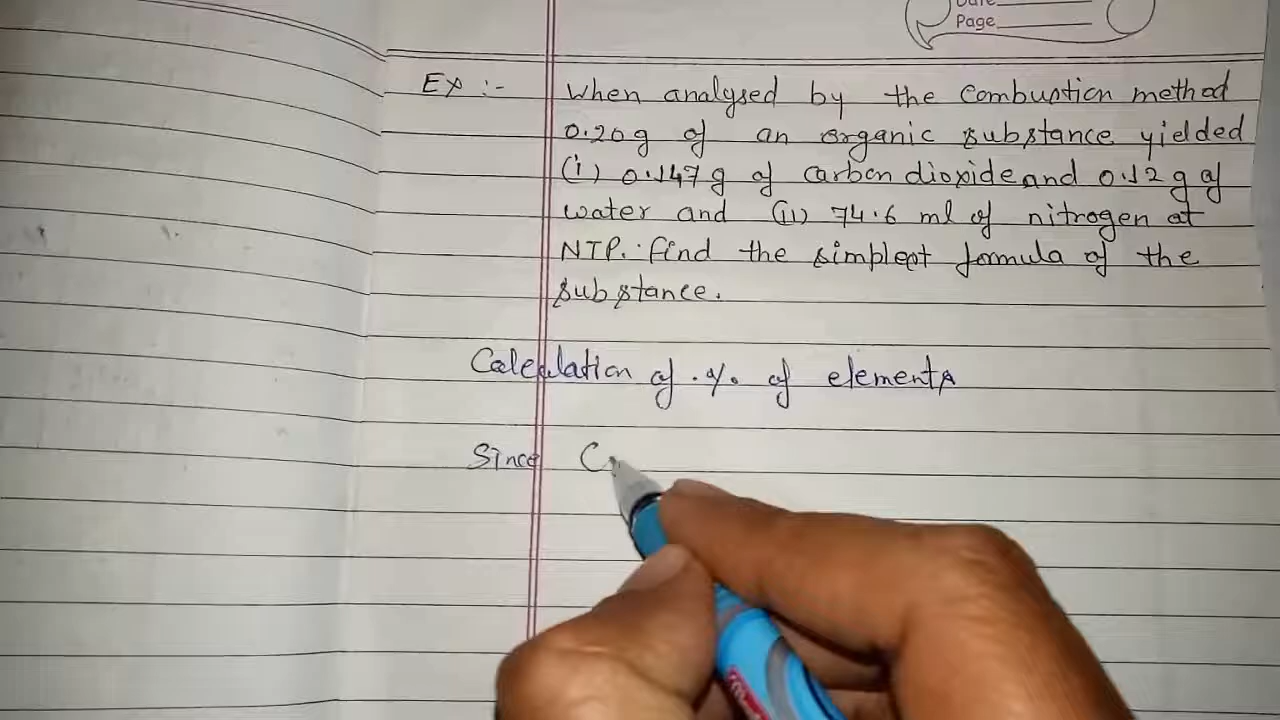 Page
Ex :- When analysed by the combustion method
0.20g of an organic substance yielded
(i) 0.147g of carbon dioxide and 0.12 g of
water and (ii) 74.6 ml of nitrogen at
NTP. find the simplest formula of the
substance.
Calculation of % of elements
Since C